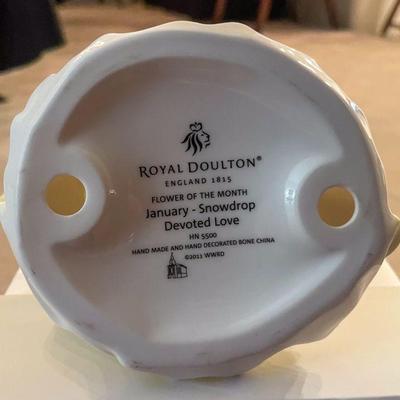 ROYAL DOULTON®
ENGLAND 1815
FLOWER OF THE MONTH
January - Snowdrop
Devoted Love
HN 5500
HAND MADE AND HAND DECORATED BONE CHINA
©2011 WWRD